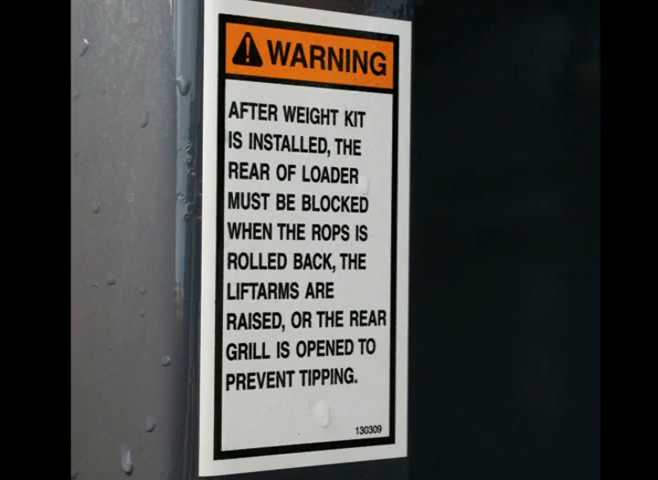 WARNING
AFTER WEIGHT KIT
IS INSTALLED, THE
REAR OF LOADER
MUST BE BLOCKED
WHEN THE ROPS IS
ROLLED BACK, THE
LIFTARMS ARE
RAISED, OR THE REAR
GRILL IS OPENED TO
PREVENT TIPPING.
130309